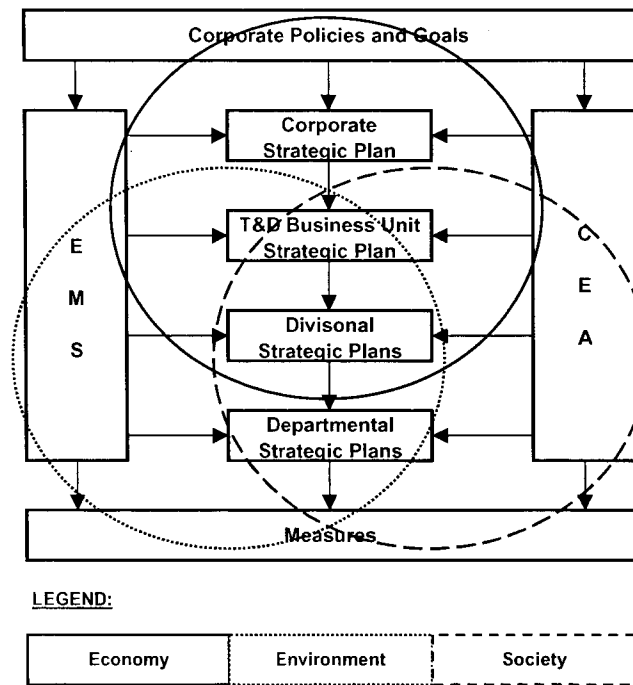 Corporate Policies and Goals
Corporate
Strategic Plan
T&D Business Unit
Strategic Plan
E
M
S
C
E
A
Divisonal
Strategic Plans
Departmental
Strategic Plans
Measures
LEGEND:
Economy
Environment
Society